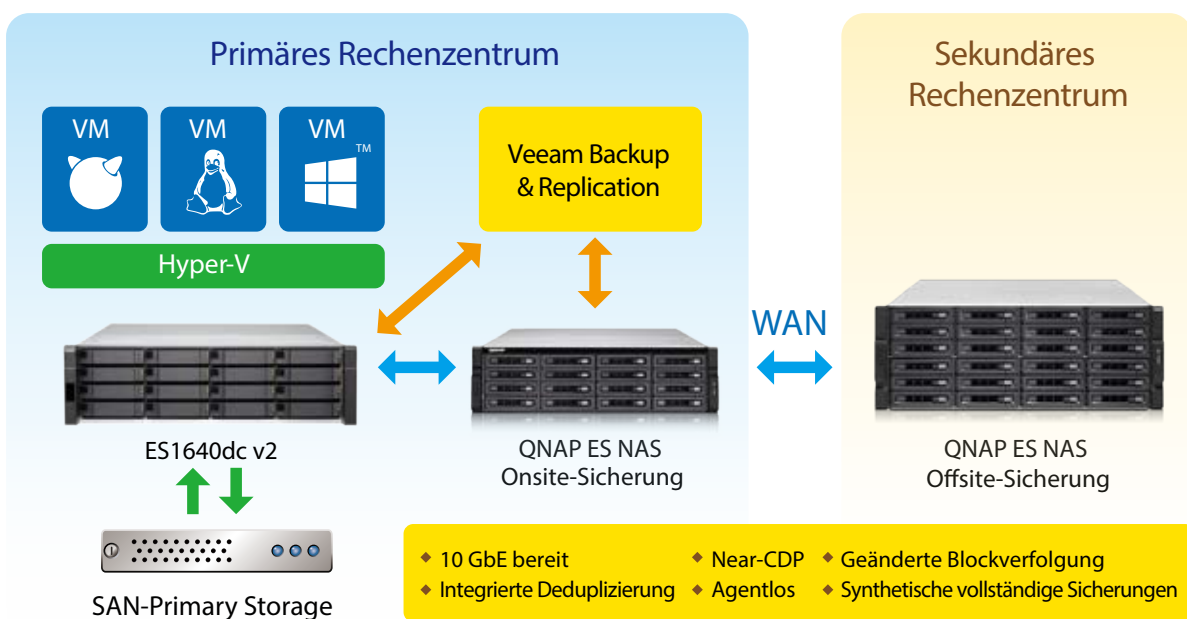 Primäres Rechenzentrum
Sekundäres
Rechenzentrum
VM
VM
VM
TM
Veeam Backup
& Replication
Hyper-V
WAN
ES1640dc v2
QNAP ES NAS
Onsite-Sicherung
QNAP ES NAS
Offsite-Sicherung
SAN-Primary Storage
◆ 10 GbE bereit
◆ Near-CDP
◆ Geänderte Blockverfolgung
◆ Integrierte Deduplizierung
◆ Agentlos
◆ Synthetische vollständige Sicherungen